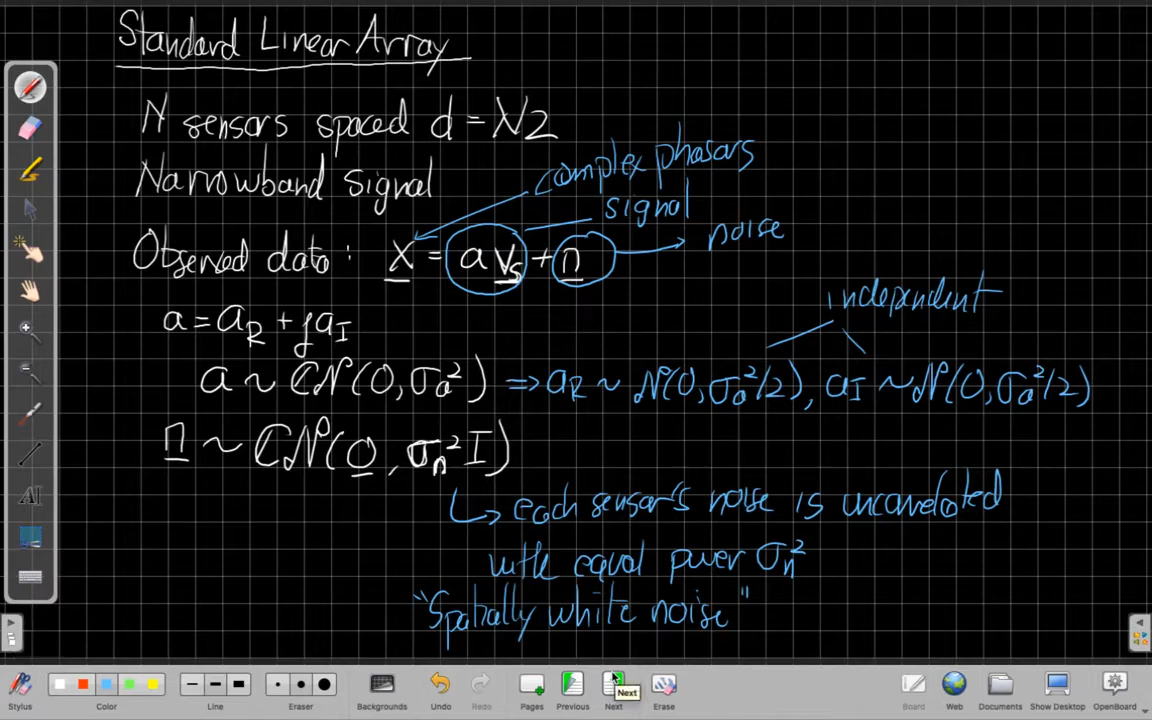 Standard Linear Array
N sensors spaced d = λ/2
Narrowband signal
complex phasors
signal
noise
Observed data: x = a v_s + n
independent
a = a_R + j a_I
a ~ CN(0, σ_a²) ⇒ a_R ~ N(0, σ_a²/2), a_I ~ N(0, σ_a²/2)
n ~ CN(0, σ_n² I)
↳ each sensor's noise is uncorrelated
with equal power σ_n²
"Spatially white noise"
Next
Color Line Eraser Backgrounds Undo Redo Pages Previous Next Erase Board Web Documents Show Desktop OpenBoard